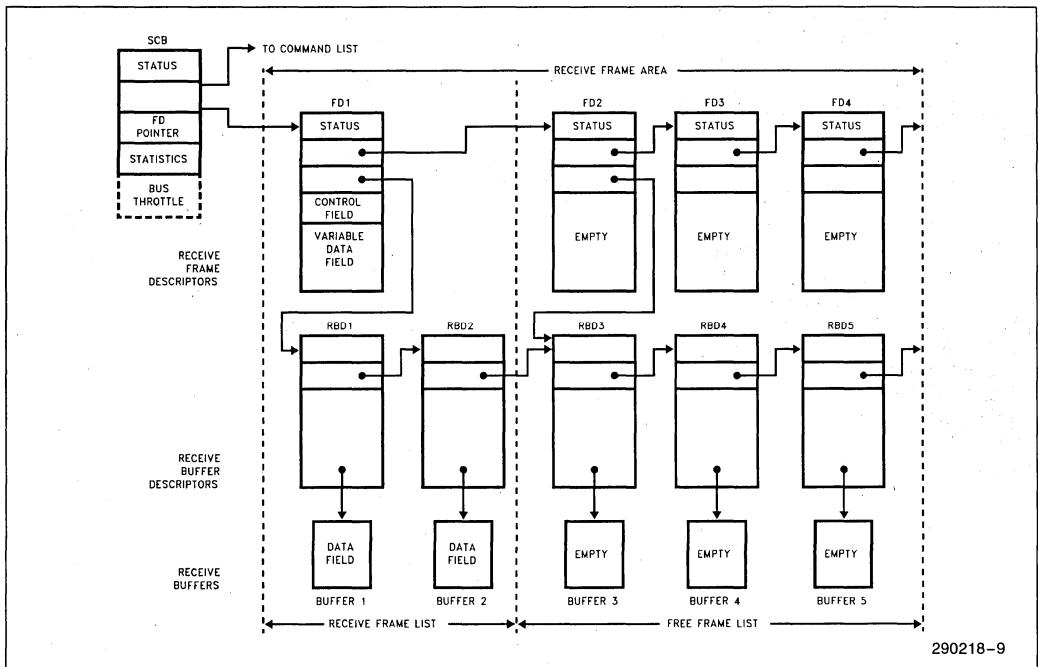 SCB
STATUS
FD
POINTER
STATISTICS
BUS
THROTTLE
TO COMMAND LIST
RECEIVE FRAME AREA
FD1
STATUS
CONTROL
FIELD
VARIABLE
DATA
FIELD
FD2
STATUS
EMPTY
FD3
STATUS
EMPTY
FD4
STATUS
EMPTY
RECEIVE
FRAME
DESCRIPTORS
RBD1
RBD2
RBD3
RBD4
RBD5
RECEIVE
BUFFER
DESCRIPTORS
DATA
FIELD
DATA
FIELD
EMPTY
EMPTY
EMPTY
RECEIVE
BUFFERS
BUFFER 1
BUFFER 2
BUFFER 3
BUFFER 4
BUFFER 5
RECEIVE FRAME LIST
FREE FRAME LIST
290218-9